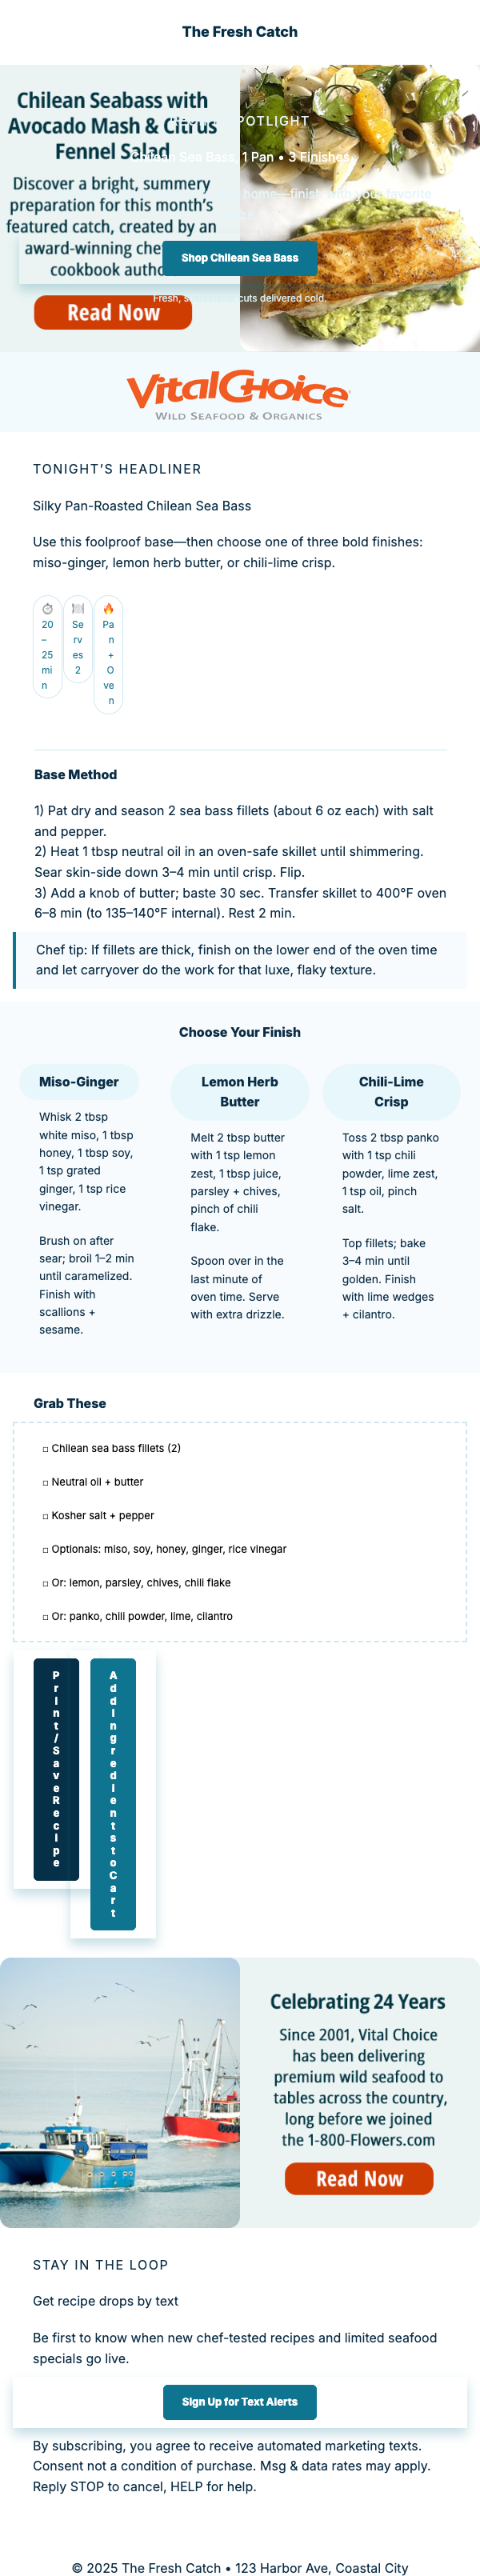 The Fresh Catch
Chilean Seabass with
Avocado Mash & Citrus
Fennel Salad
Discover a bright, summery
preparation for this month's
featured catch, created by an
award-winning chef
cookbook author
Read Now
SPOTLIGHT
Chilean Sea Bass, 1 Pan • 3 Finishes
home—finish with your favorite
Shop Chilean Sea Bass
Fresh, cuts delivered cold.
VitalChoice
WILD SEAFOOD & ORGANICS
TONIGHT’S HEADLINER
Silky Pan-Roasted Chilean Sea Bass
Use this foolproof base—then choose one of three bold finishes:
miso-ginger, lemon herb butter, or chili-lime crisp.
⏱️
20
–
25
mi
n
🍽️
Se
rv
es
2
🔥
Pa
n
+
O
ve
n
Base Method
1) Pat dry and season 2 sea bass fillets (about 6 oz each) with salt
and pepper.
2) Heat 1 tbsp neutral oil in an oven-safe skillet until shimmering.
Sear skin-side down 3–4 min until crisp. Flip.
3) Add a knob of butter; baste 30 sec. Transfer skillet to 400°F oven
6–8 min (to 135–140°F internal). Rest 2 min.
Chef tip: If fillets are thick, finish on the lower end of the oven time
and let carryover do the work for that luxe, flaky texture.
Choose Your Finish
Miso-Ginger
Whisk 2 tbsp
white miso, 1 tbsp
honey, 1 tbsp soy,
1 tsp grated
ginger, 1 tsp rice
vinegar.
Brush on after
sear; broil 1–2 min
until caramelized.
Finish with
scallions +
sesame.
Lemon Herb
Butter
Melt 2 tbsp butter
with 1 tsp lemon
zest, 1 tbsp juice,
parsley + chives,
pinch of chili
flake.
Spoon over in the
last minute of
oven time. Serve
with extra drizzle.
Chili-Lime
Crisp
Toss 2 tbsp panko
with 1 tsp chili
powder, lime zest,
1 tsp oil, pinch
salt.
Top fillets; bake
3–4 min until
golden. Finish
with lime wedges
+ cilantro.
Grab These
□ Chilean sea bass fillets (2)
□ Neutral oil + butter
□ Kosher salt + pepper
□ Optionals: miso, soy, honey, ginger, rice vinegar
□ Or: lemon, parsley, chives, chili flake
□ Or: panko, chili powder, lime, cilantro
P
r
i
n
t
/
S
a
v
e
R
e
c
i
p
e
A
d
d
I
n
g
r
e
d
i
e
n
t
s
t
o
C
a
r
t
Celebrating 24 Years
Since 2001, Vital Choice
has been delivering
premium wild seafood to
tables across the country,
long before we joined
the 1-800-Flowers.com
Read Now
STAY IN THE LOOP
Get recipe drops by text
Be first to know when new chef-tested recipes and limited seafood
specials go live.
Sign Up for Text Alerts
By subscribing, you agree to receive automated marketing texts.
Consent not a condition of purchase. Msg & data rates may apply.
Reply STOP to cancel, HELP for help.
© 2025 The Fresh Catch • 123 Harbor Ave, Coastal City